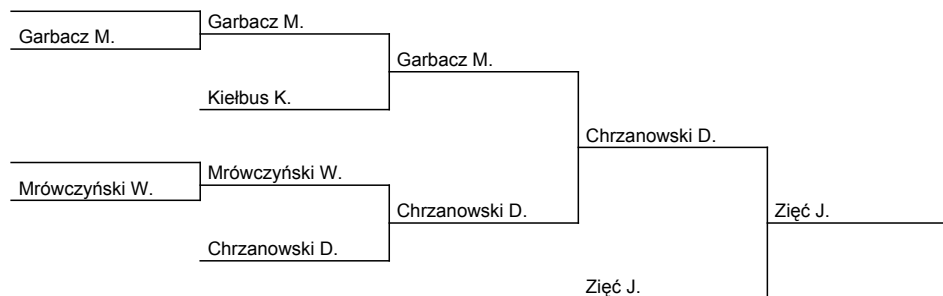 Garbacz M.
Garbacz M.
Garbacz M.
Kiełbus K.
Chrzanowski D.
Mrówczyński W.
Mrówczyński W.
Chrzanowski D.
Zięć J.
Chrzanowski D.
Zięć J.